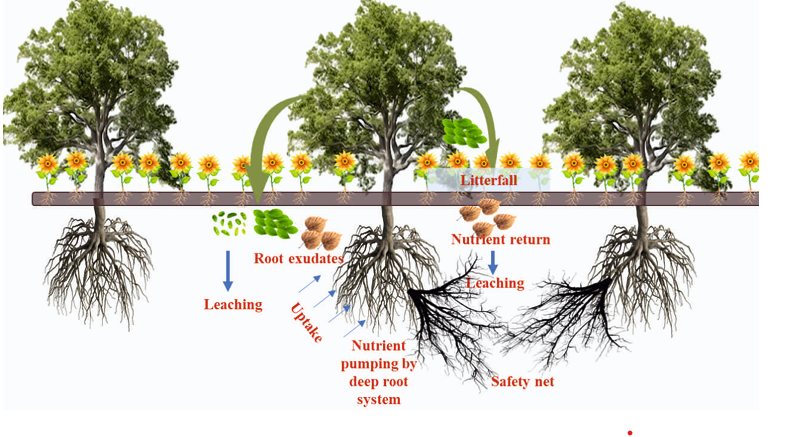 Litterfall
Nutrient return
Root exudates
Leaching
Leaching
Uptake
Nutrient
pumping by
deep root
system
Safety net